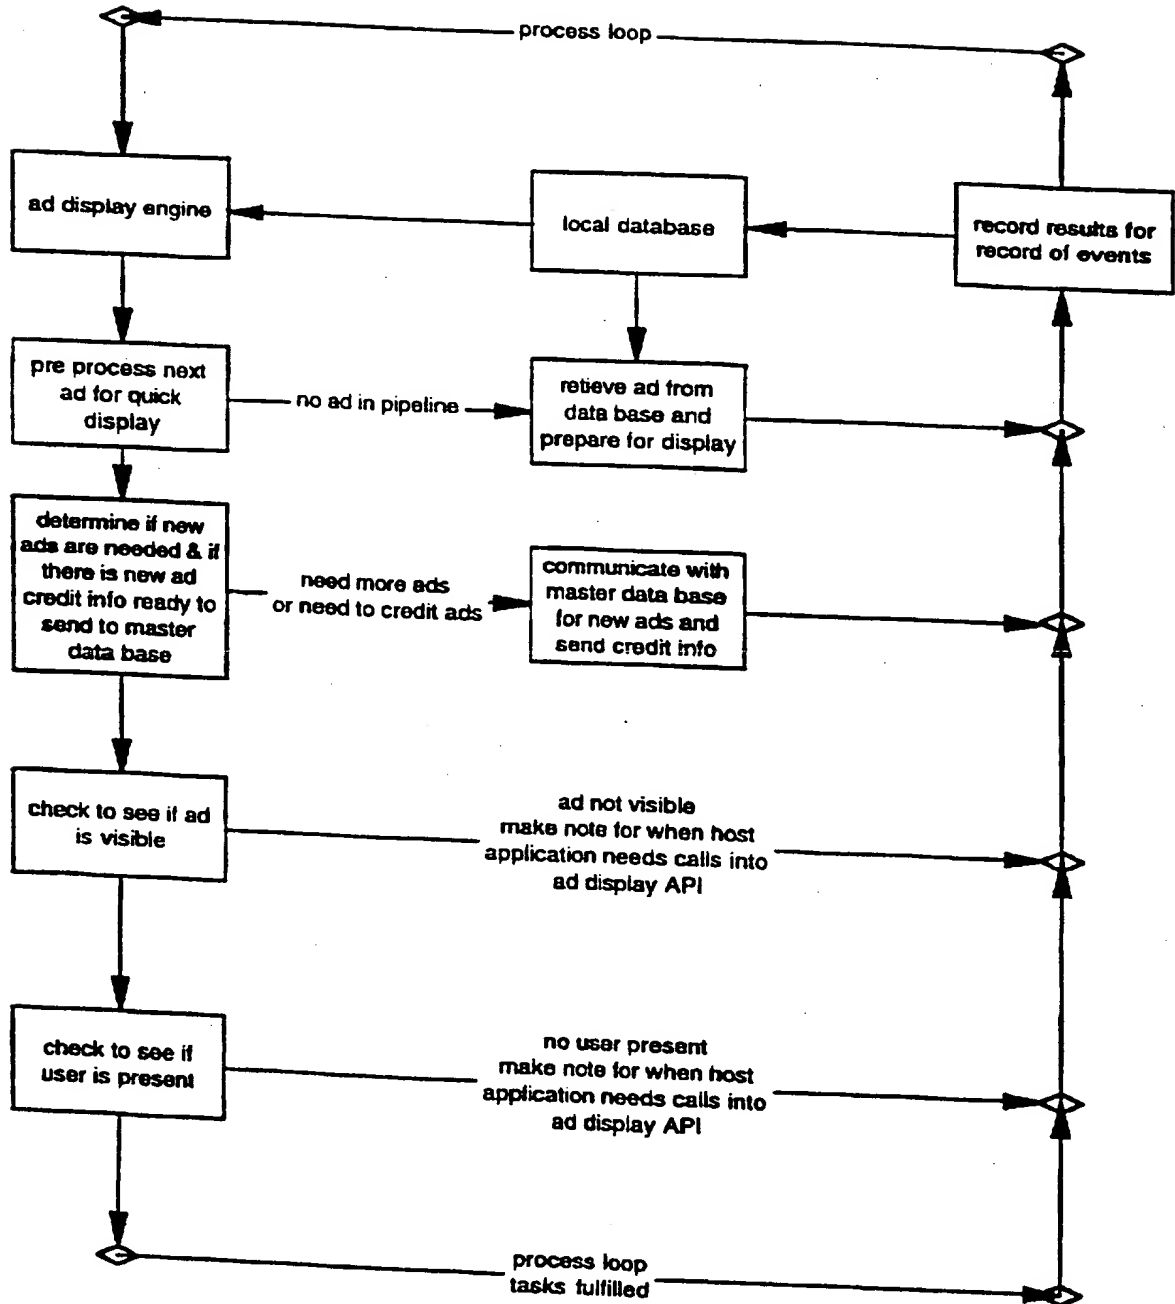 process loop
ad display engine
local database
record results for
record of events
pre process next
ad for quick
display
no ad in pipeline
retieve ad from
data base and
prepare for display
determine if new
ads are needed & if
there is new ad
credit info ready to
send to master
data base
need more ads
or need to credit ads
communicate with
master data base
for new ads and
send credit info
check to see if ad
is visible
ad not visible
make note for when host
application needs calls into
ad display API
check to see if
user is present
no user present
make note for when host
application needs calls into
ad display API
process loop
tasks fulfilled